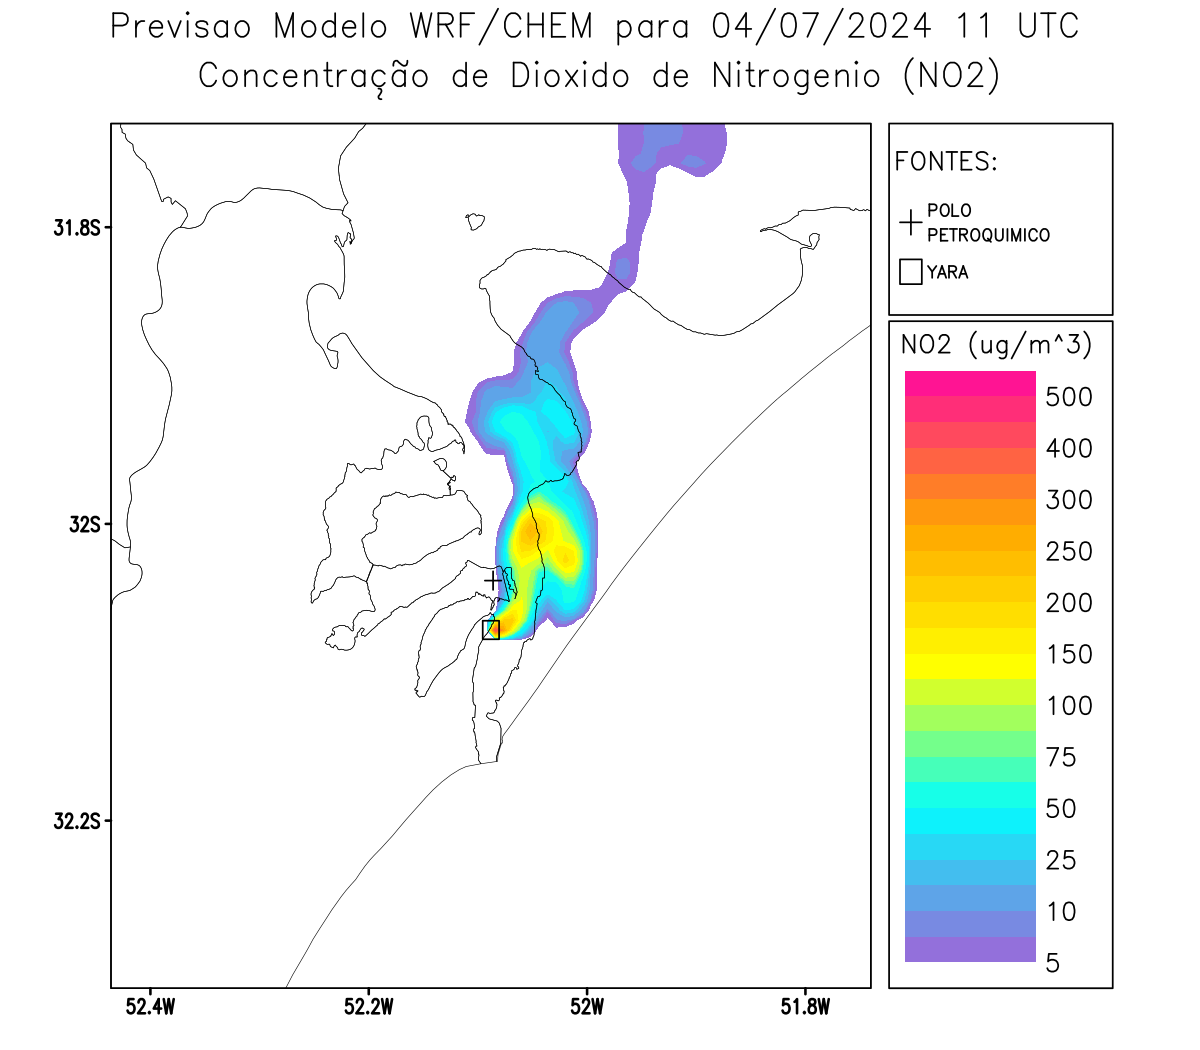 Previsao Modelo WRF/CHEM para 04/07/2024 11 UTC
Concentração de Dioxido de Nitrogenio (NO2)
FONTES:
POLO
PETROQUIMICO
YARA
NO2 (ug/m^3)
500
400
300
250
200
150
100
75
50
25
10
5
31.8S
32S
32.2S
52.4W
52.2W
52W
51.8W